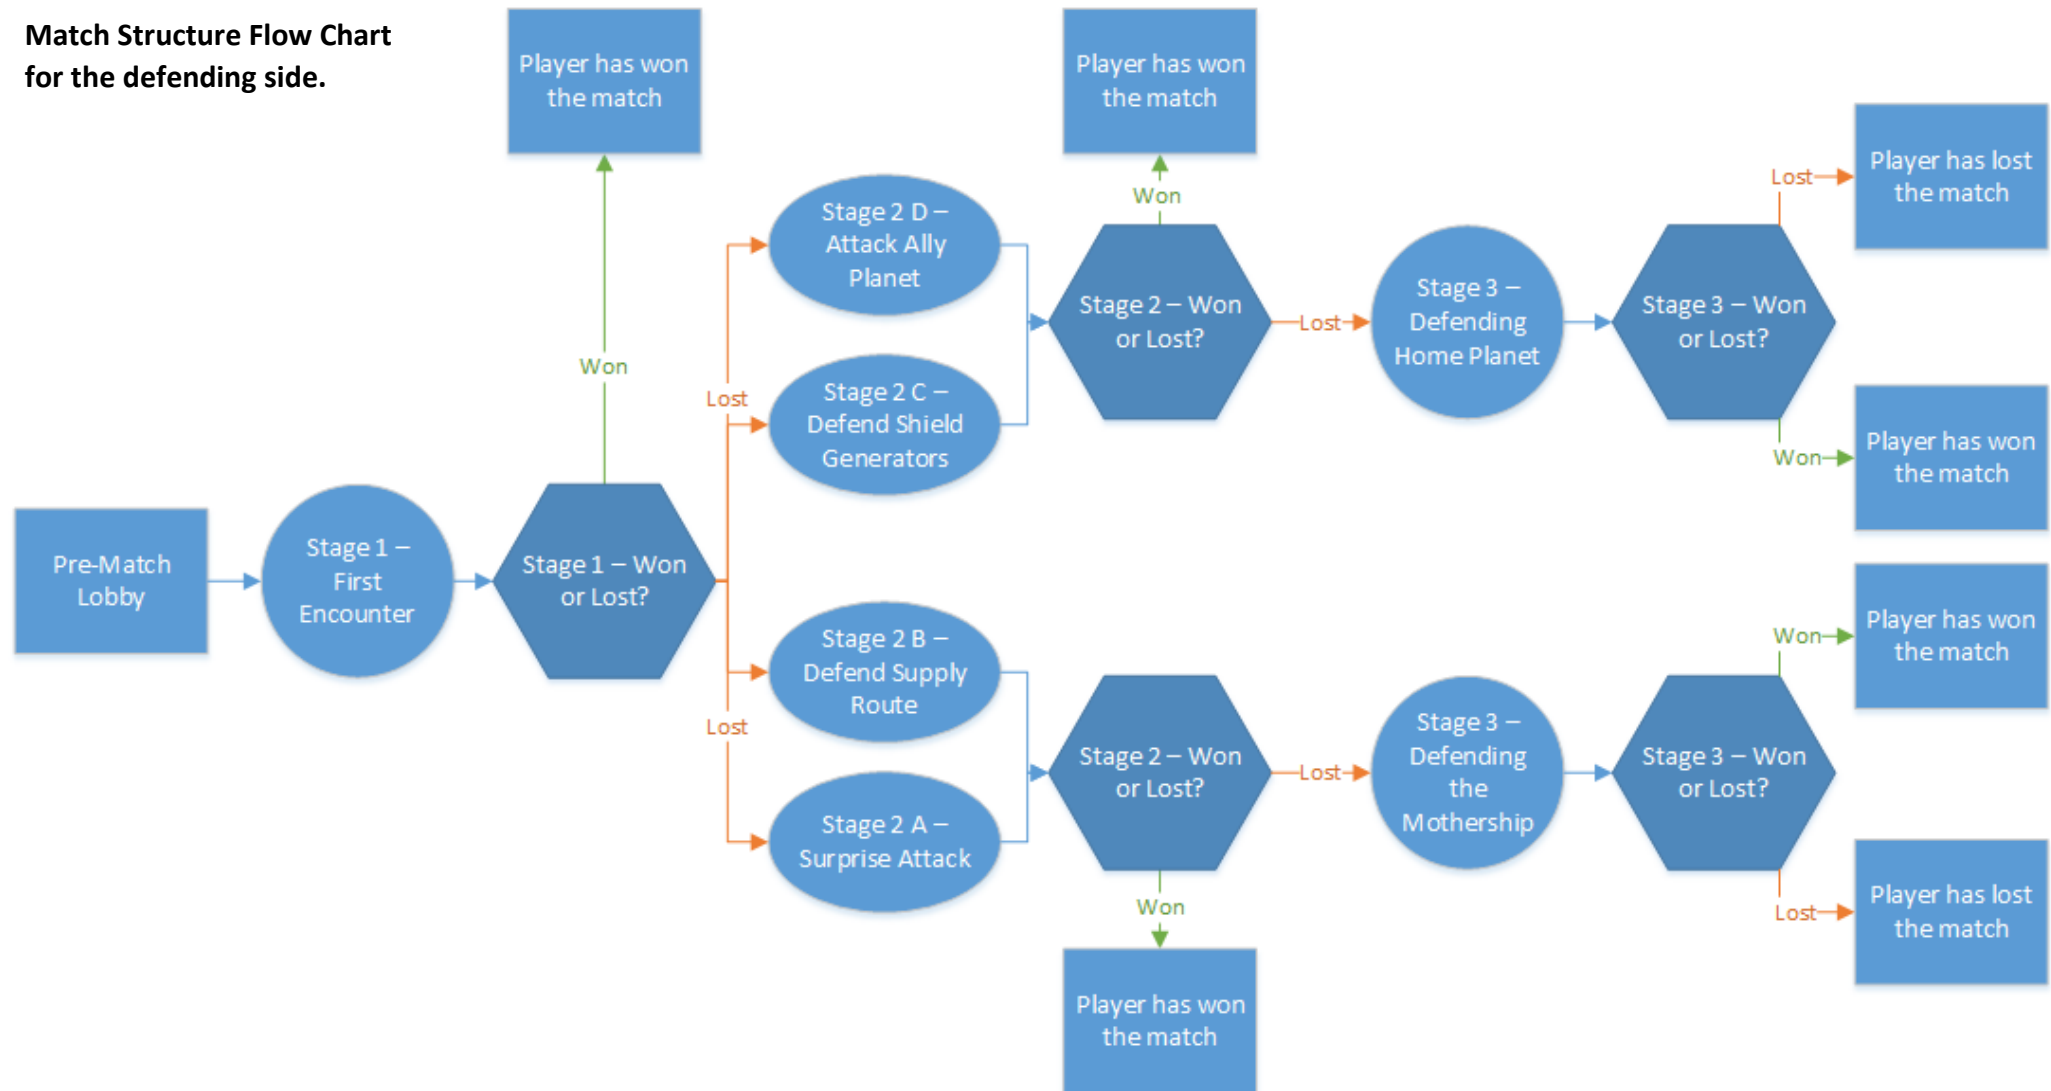 Match Structure Flow Chart
for the defending side.
Player has won
the match
Player has won
the match
Player has lost
the match
Lost
Won
Stage 2 D –
Attack Ally
Planet
Stage 2 – Won
or Lost?
Lost
Stage 3 –
Defending
Home Planet
Stage 3 – Won
or Lost?
Won
Lost
Stage 2 C –
Defend Shield
Generators
Won
Player has won
the match
Pre-Match
Lobby
Stage 1 –
First
Encounter
Stage 1 – Won
or Lost?
Stage 2 B –
Defend Supply
Route
Lost
Stage 2 A –
Surprise Attack
Stage 2 – Won
or Lost?
Lost
Stage 3 –
Defending
the
Mothership
Stage 3 – Won
or Lost?
Won
Player has won
the match
Lost
Player has lost
the match
Won
Player has won
the match